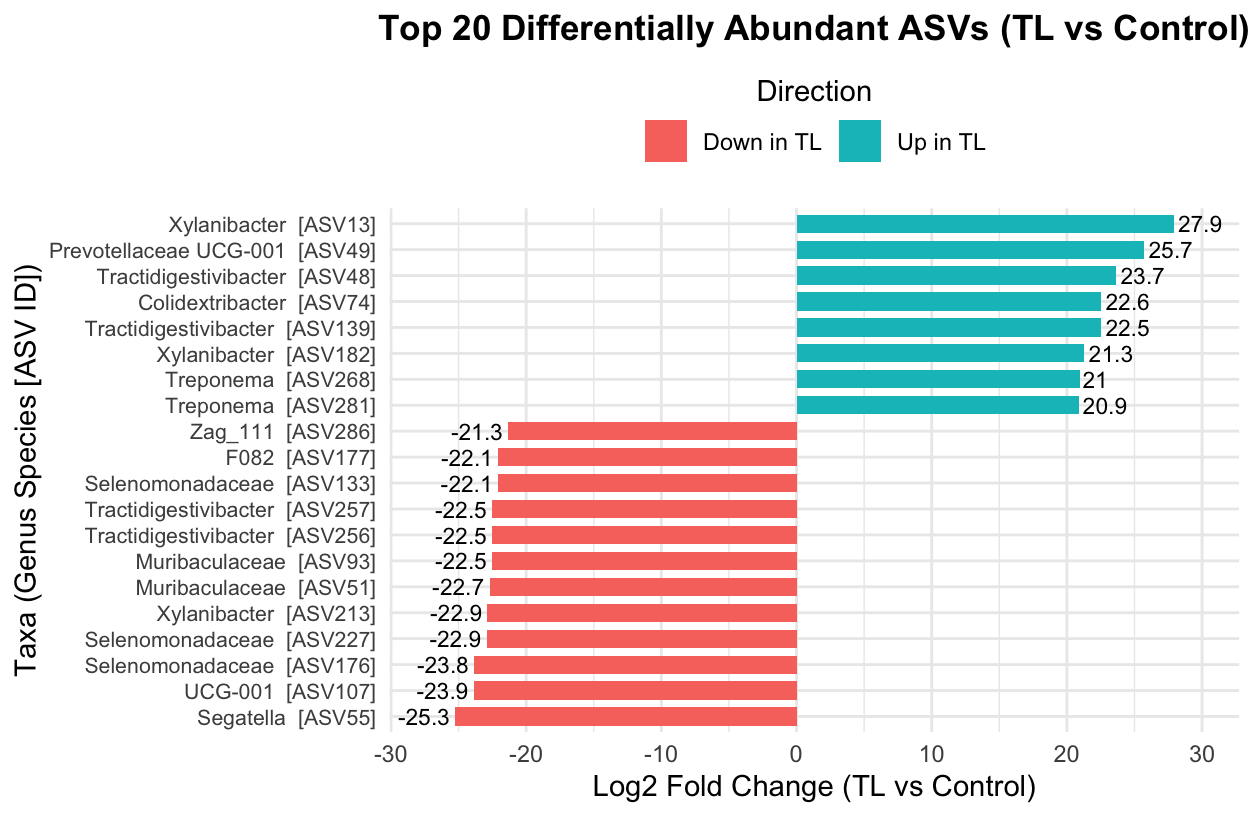 Top 20 Differentially Abundant ASVs (TL vs Control)
Direction
Down in TL
Up in TL
Taxa (Genus Species [ASV ID])
Xylanibacter [ASV13] 27.9
Prevotellaceae UCG-001 [ASV49] 25.7
Tractidigestivibacter [ASV48] 23.7
Colidextribacter [ASV74] 22.6
Tractidigestivibacter [ASV139] 22.5
Xylanibacter [ASV182] 21.3
Treponema [ASV268] 21
Treponema [ASV281] 20.9
Zag_111 [ASV286] -21.3
F082 [ASV177] -22.1
Selenomonadaceae [ASV133] -22.1
Tractidigestivibacter [ASV257] -22.5
Tractidigestivibacter [ASV256] -22.5
Muribaculaceae [ASV93] -22.5
Muribaculaceae [ASV51] -22.7
Xylanibacter [ASV213] -22.9
Selenomonadaceae [ASV227] -22.9
Selenomonadaceae [ASV176] -23.8
UCG-001 [ASV107] -23.9
Segatella [ASV55] -25.3
-30 -20 -10 0 10 20 30
Log2 Fold Change (TL vs Control)